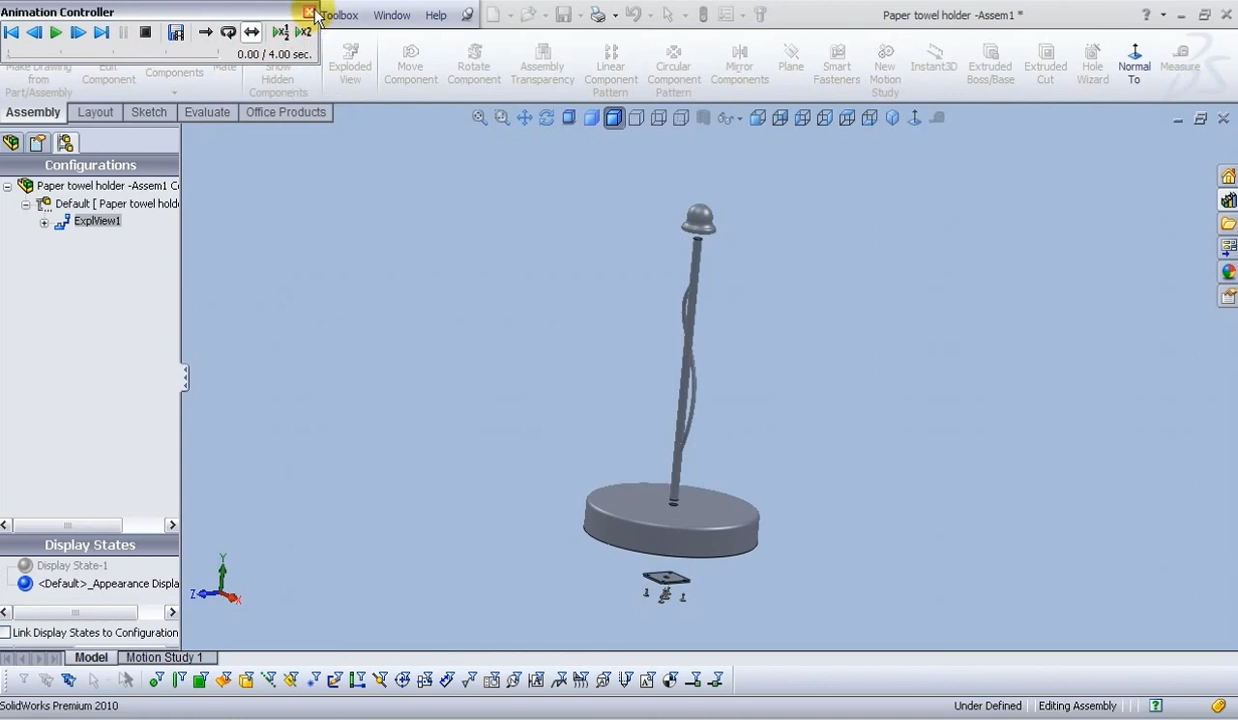 Animation Controller
Toolbox Window Help
Paper towel holder -Assem1 *
0.00 / 4.00 sec.
Make Drawing from Part/Assembly
Edit Component
Components
Show Hidden Components
Mate
Exploded View
Move Component
Rotate Component
Assembly Transparency
Linear Component Pattern
Circular Component Pattern
Mirror Components
Plane
Smart Fasteners
New Motion Study
Instant3D
Extruded Boss/Base
Extruded Cut
Hole Wizard
Normal To
Measure
Assembly Layout Sketch Evaluate Office Products
Configurations
Paper towel holder -Assem1 Co
Default [ Paper towel hold
ExplView1
Display States
Display State-1
<Default>_Appearance Displa
Link Display States to Configuration
Y
Z
X
Model Motion Study 1
SolidWorks Premium 2010
Under Defined Editing Assembly